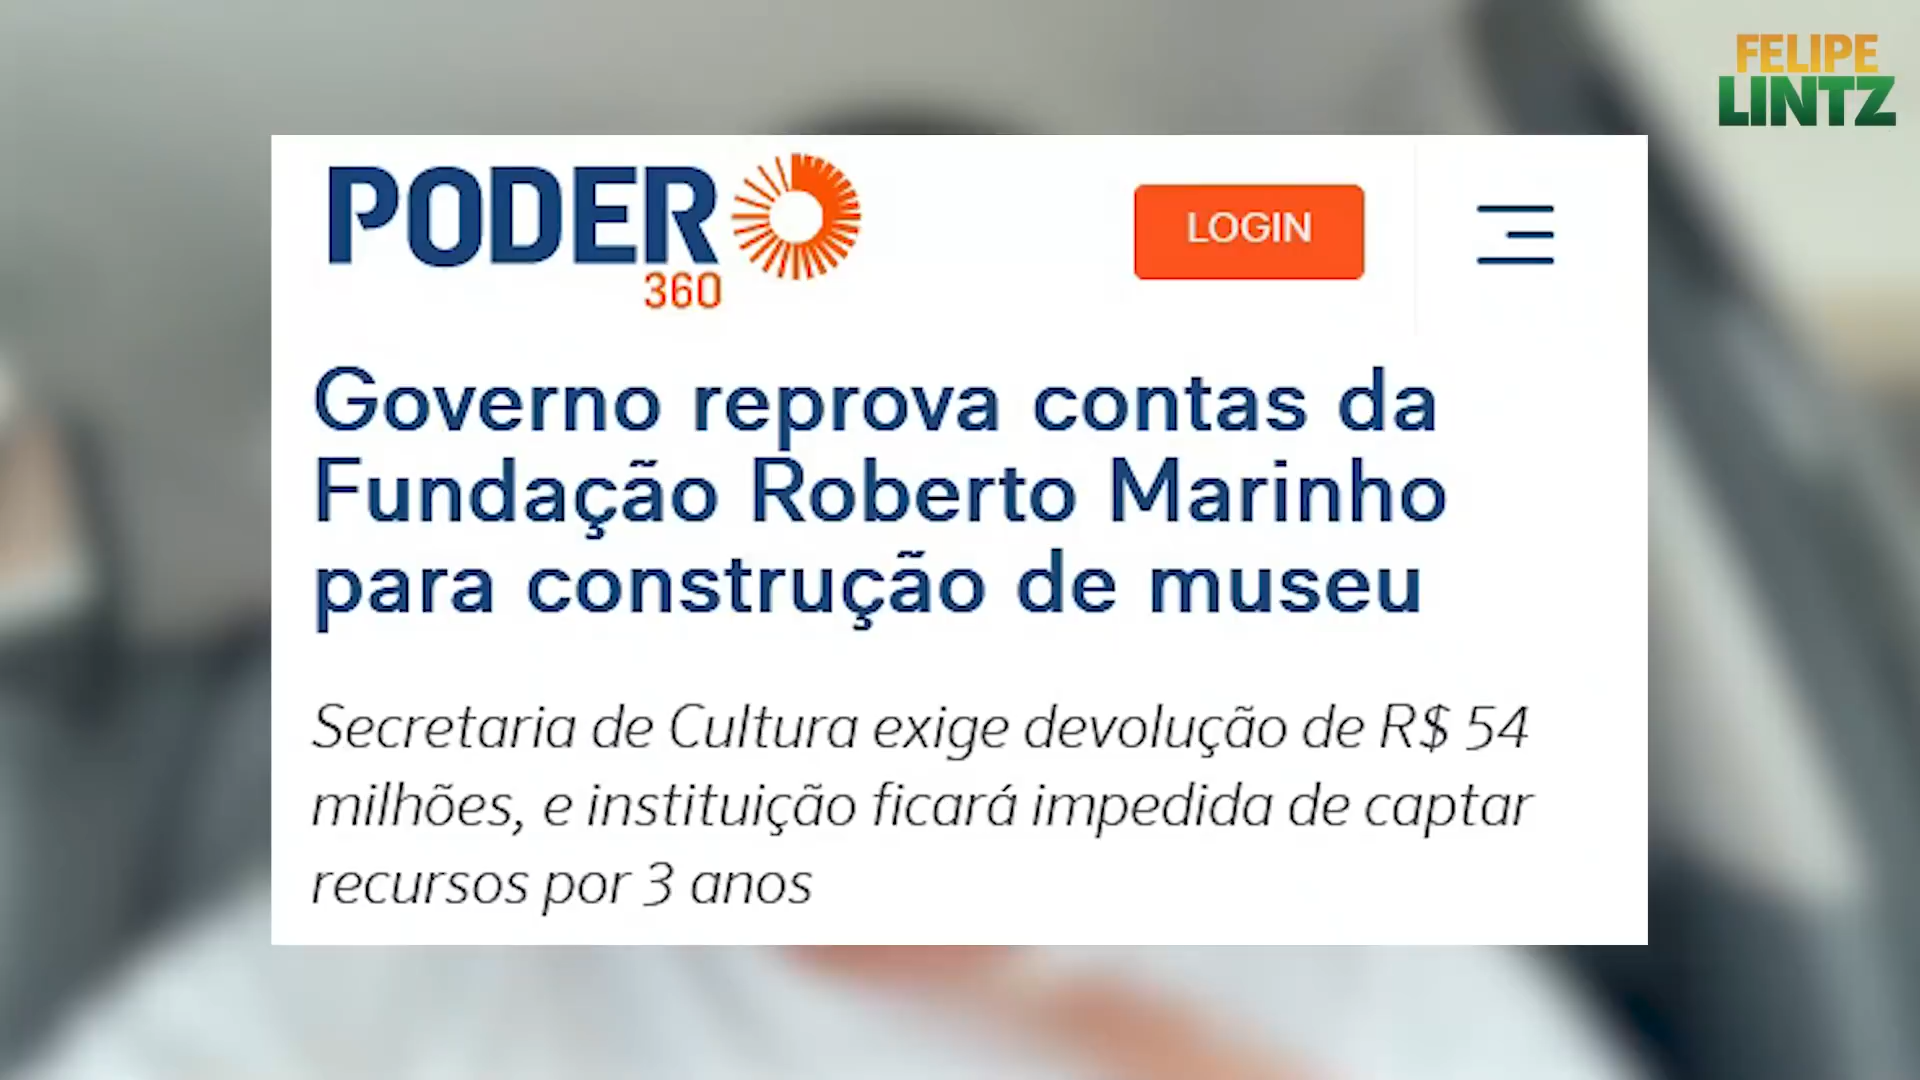 FELIPE
LINTZ
PODER
360
LOGIN
Governo reprova contas da
Fundação Roberto Marinho
para construção de museu
Secretaria de Cultura exige devolução de R$ 54
milhões, e instituição ficará impedida de captar
recursos por 3 anos